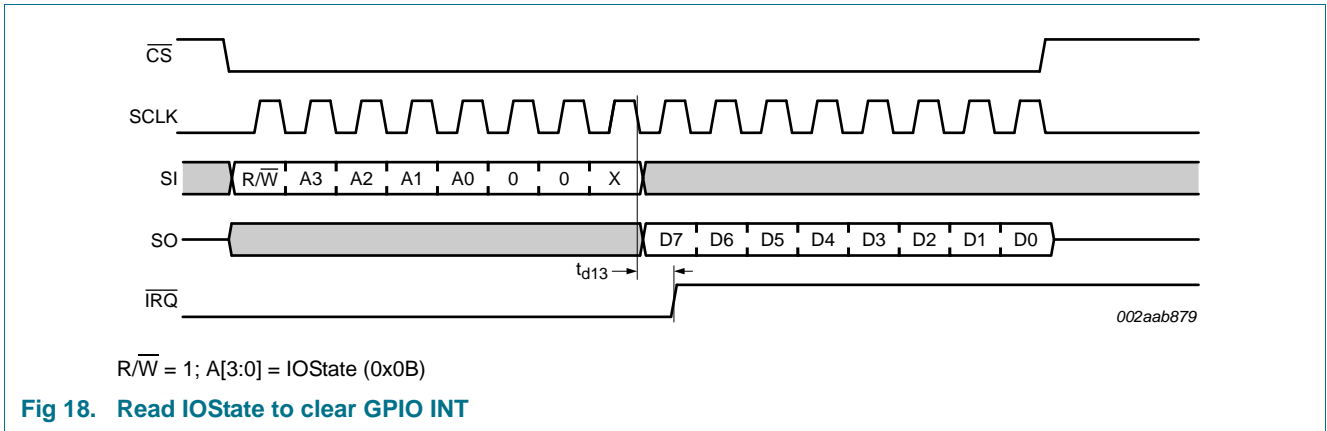 CS
SCLK
SI R/W A3 A2 A1 A0 0 0 X
SO D7 D6 D5 D4 D3 D2 D1 D0
td13
IRQ
002aab879
R/W = 1; A[3:0] = IOState (0x0B)
Fig 18. Read IOState to clear GPIO INT